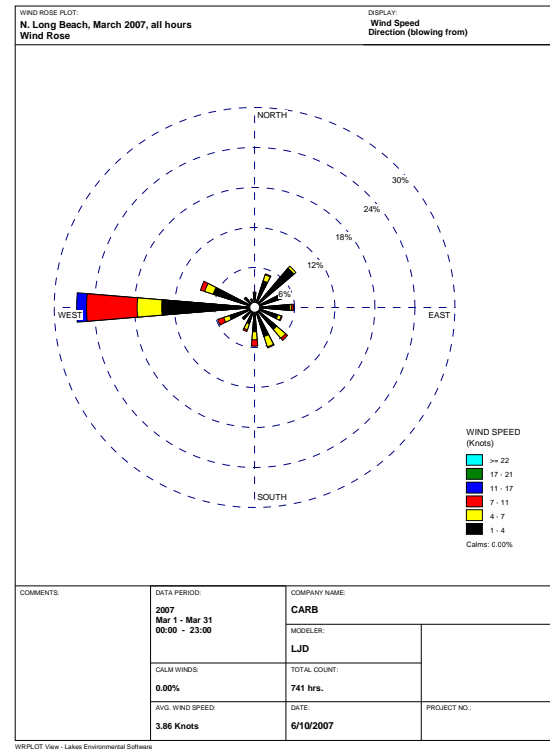 WIND ROSE PLOT:
N. Long Beach, March 2007, all hours
Wind Rose
DISPLAY:
Wind Speed
Direction (blowing from)
NORTH
30%
24%
18%
12%
6%
WEST
EAST
SOUTH
WIND SPEED
(Knots)
>= 22
17 - 21
11 - 17
7 - 11
4 - 7
1 - 4
Calms: 0.00%
COMMENTS:
DATA PERIOD:
2007
Mar 1 - Mar 31
00:00 - 23:00
COMPANY NAME:
CARB
MODELER:
LJD
CALM WINDS:
0.00%
TOTAL COUNT:
741 hrs.
AVG. WIND SPEED:
3.86 Knots
DATE:
6/10/2007
PROJECT NO.:
WRPLOT View - Lakes Environmental Software